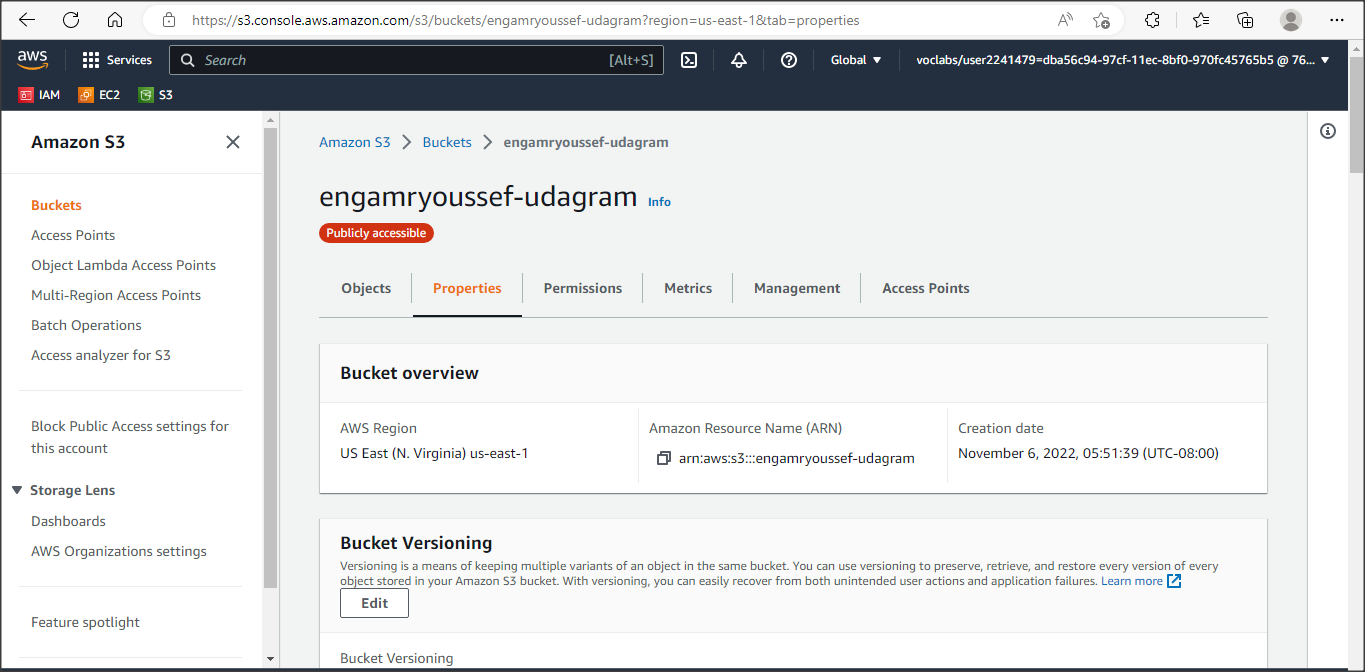 https://s3.console.aws.amazon.com/s3/buckets/engamryoussef-udagram?region=us-east-1&tab=properties
aws
Services
Search
[Alt+S]
Global
voclabs/user2241479=dba56c94-97cf-11ec-8bf0-970fc45765b5 @ 76...
IAM
EC2
S3
Amazon S3
Buckets
Access Points
Object Lambda Access Points
Multi-Region Access Points
Batch Operations
Access analyzer for S3
Block Public Access settings for
this account
Storage Lens
Dashboards
AWS Organizations settings
Feature spotlight
Amazon S3 > Buckets > engamryoussef-udagram
engamryoussef-udagram Info
Publicly accessible
Objects
Properties
Permissions
Metrics
Management
Access Points
Bucket overview
AWS Region
US East (N. Virginia) us-east-1
Amazon Resource Name (ARN)
arn:aws:s3:::engamryoussef-udagram
Creation date
November 6, 2022, 05:51:39 (UTC-08:00)
Bucket Versioning
Versioning is a means of keeping multiple variants of an object in the same bucket. You can use versioning to preserve, retrieve, and restore every version of every
object stored in your Amazon S3 bucket. With versioning, you can easily recover from both unintended user actions and application failures. Learn more
Edit
Bucket Versioning